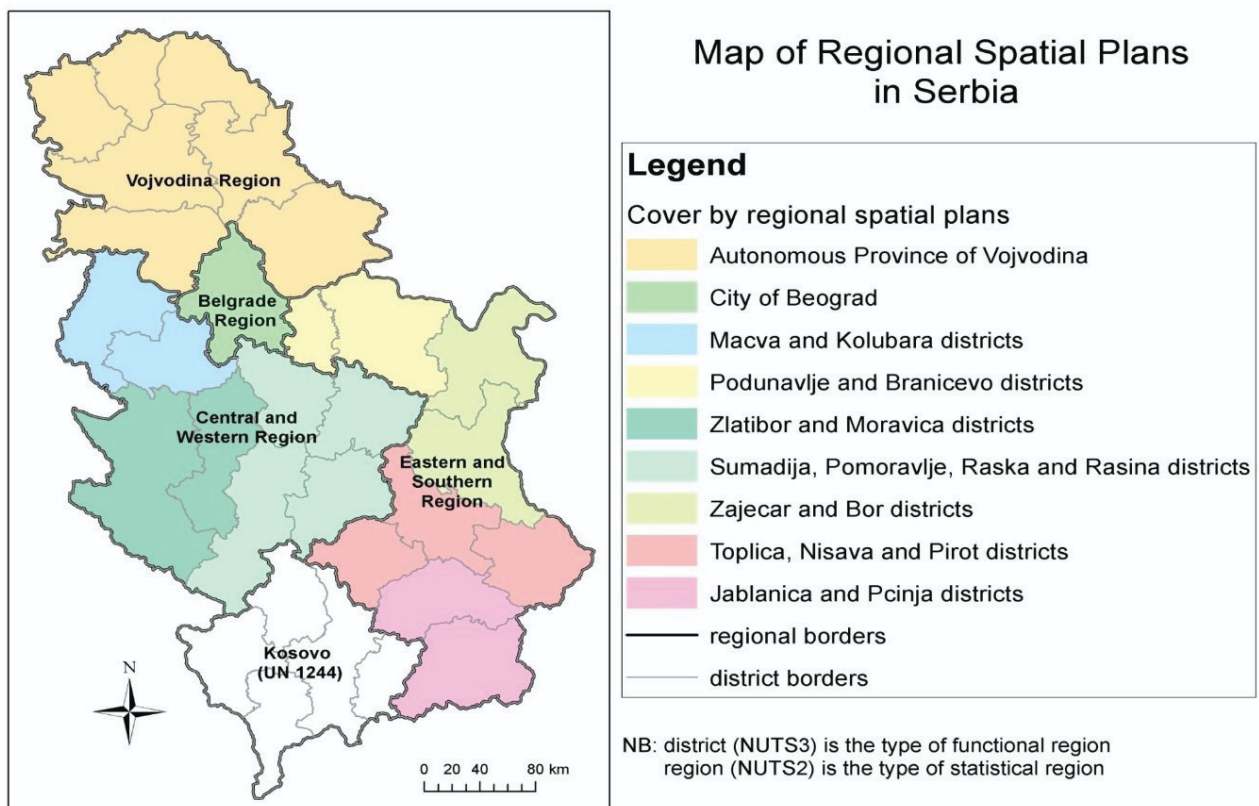 Map of Regional Spatial Plans
in Serbia
Vojvodina Region
Belgrade
Region
Central and
Western Region
Eastern and
Southern
Region
Kosovo
(UN 1244)
N
0 20 40 80 km
Legend
Cover by regional spatial plans
Autonomous Province of Vojvodina
City of Beograd
Macva and Kolubara districts
Podunavlje and Branicevo districts
Zlatibor and Moravica districts
Sumadija, Pomoravlje, Raska and Rasina districts
Zajecar and Bor districts
Toplica, Nisava and Pirot districts
Jablanica and Pcinja districts
regional borders
district borders
NB: district (NUTS3) is the type of functional region
region (NUTS2) is the type of statistical region